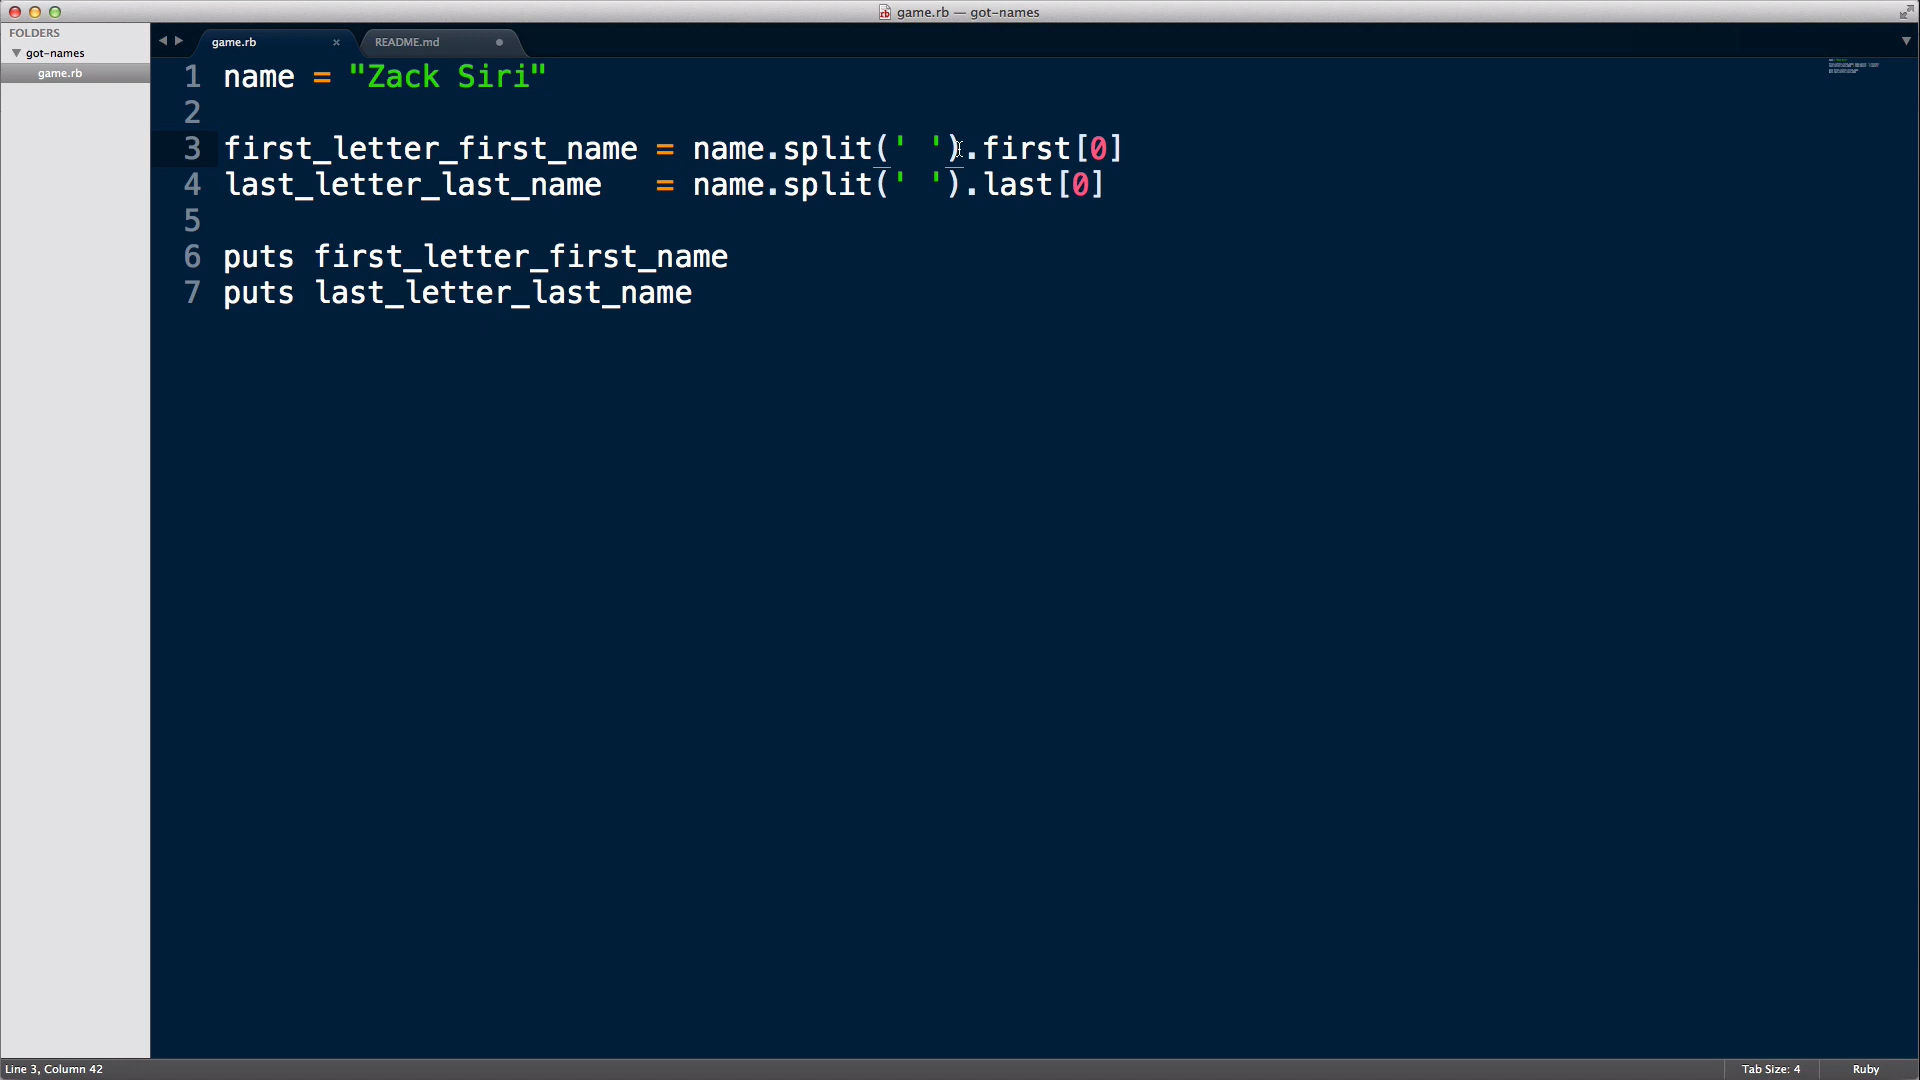 game.rb — got-names
FOLDERS
got-names
game.rb
game.rb × README.md
1 name = "Zack Siri"
2
3 first_letter_first_name = name.split(' ').first[0]
4 last_letter_last_name   = name.split(' ').last[0]
5
6 puts first_letter_first_name
7 puts last_letter_last_name
Line 3, Column 42 Tab Size: 4 Ruby